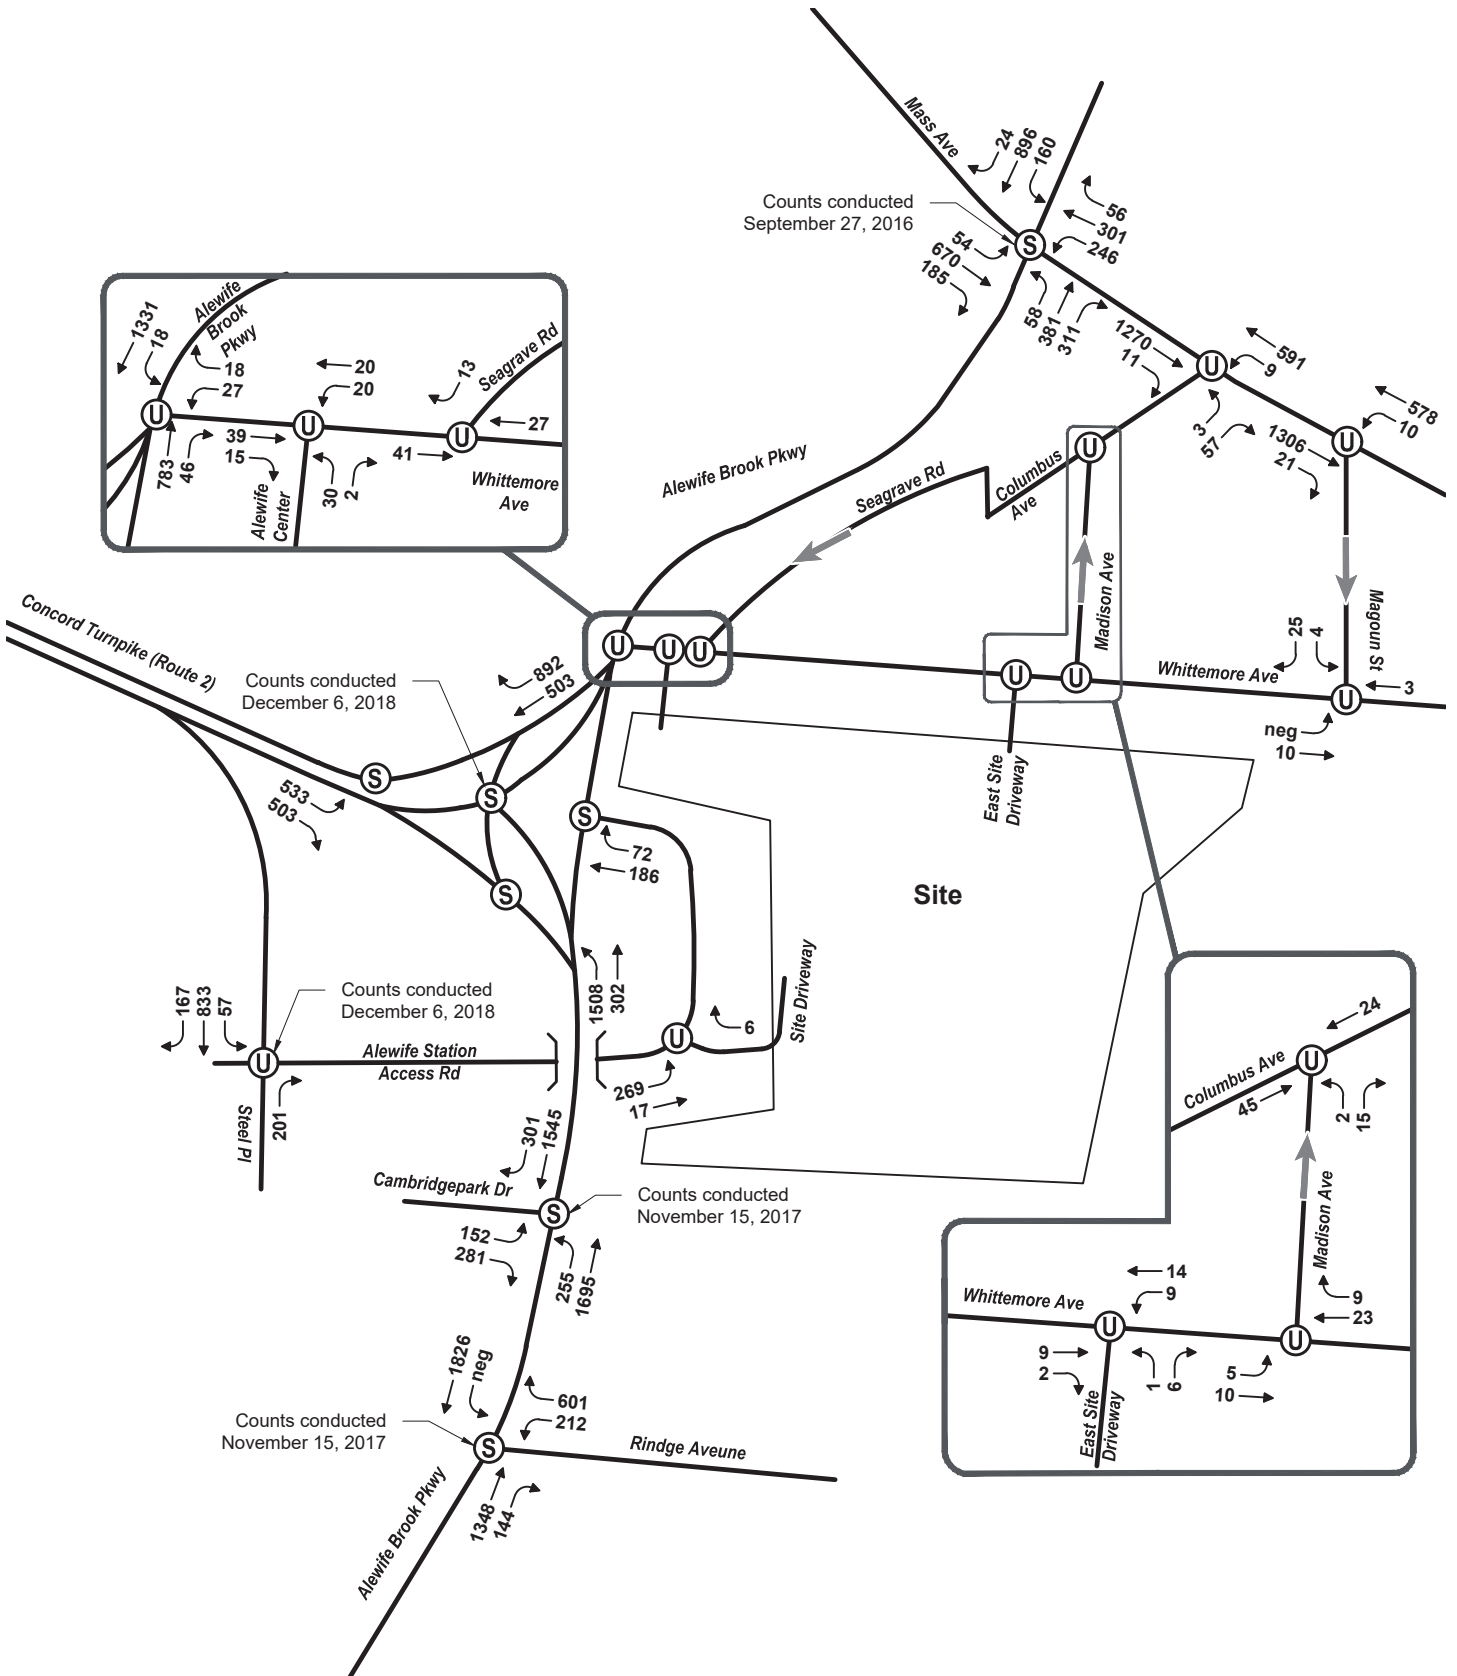 Mass Ave
24
896
160
Counts conducted
September 27, 2016
S
56
301
246
54
670
185
58
381
311
1270
11
U
591
9
3
57
578
10
1306
21
U
1331
18
Alewife
Brook
Pkwy
18
27
20
20
13
Seagrave Rd
U
U
U
27
783
46
39
15
41
30
2
Alewife
Center
Whittemore
Ave
Alewife Brook Pkwy
Seagrave Rd
Columbus
Ave
U
Madison Ave
Magoun St
Concord Turnpike (Route 2)
U
U
U
U
U
Whittemore Ave
25
4
U
3
neg
10
East Site
Driveway
892
503
Counts conducted
December 6, 2018
S
S
S
S
533
503
72
186
Site
1508
302
167
833
57
Counts conducted
December 6, 2018
U
Alewife Station
Access Rd
201
Steel Pl
U
6
Site Driveway
269
17
301
1545
Cambridgepark Dr
S
Counts conducted
November 15, 2017
152
281
255
1695
1826
neg
601
212
Counts conducted
November 15, 2017
S
Rindge Aveune
1348
144
Alewife Brook Pkwy
24
Columbus Ave
U
45
2
15
Madison Ave
14
9
Whittemore Ave
U
9
23
U
9
2
1
6
5
10
East Site
Driveway